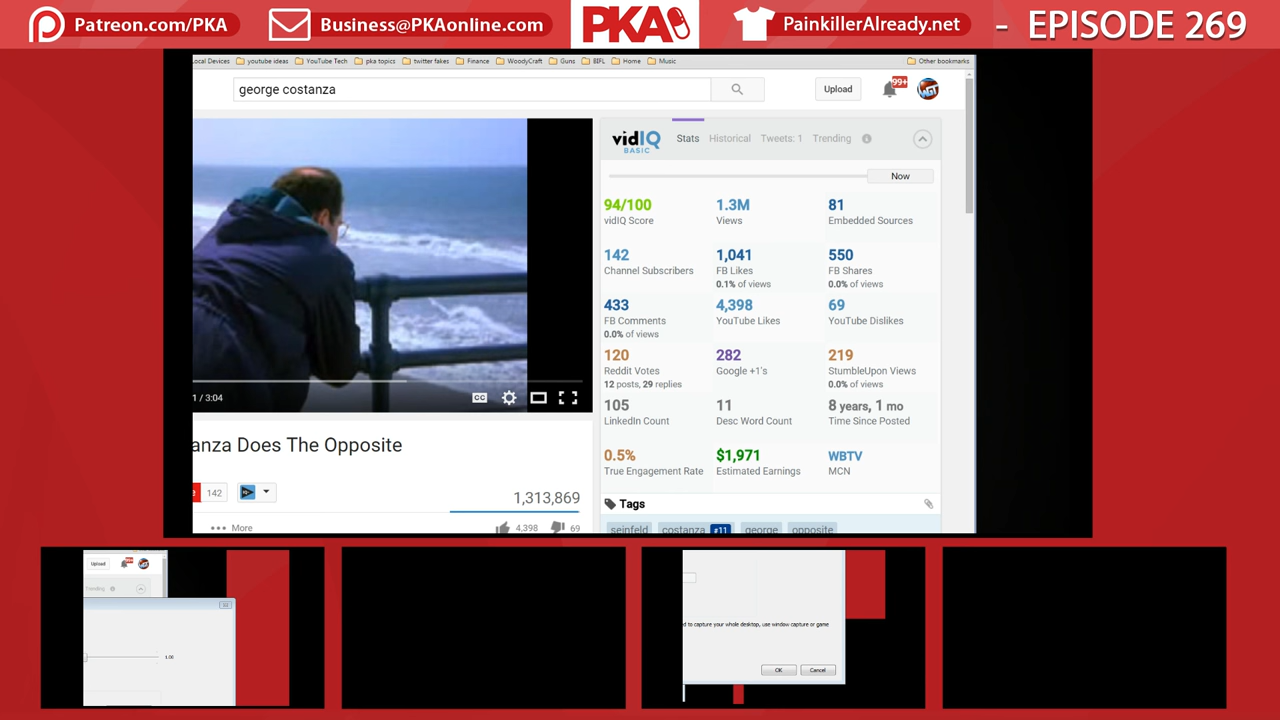 Patreon.com/PKA
Business@PKAonline.com
PKA
PainkillerAlready.net
- EPISODE 269
ocal Devices youtube ideas YouTube Tech pka topics twitter fakes Finance WoodyCraft Guns BIFL Home Music Other bookmarks
george costanza
Upload
99+
WGT
vidIQ
BASIC
Stats Historical Tweets: 1 Trending
Now
94/100 1.3M 81
vidIQ Score Views Embedded Sources
142 1,041 550
Channel Subscribers FB Likes FB Shares
0.1% of views 0.0% of views
433 4,398 69
FB Comments YouTube Likes YouTube Dislikes
0.0% of views
120 282 219
Reddit Votes Google +1's StumbleUpon Views
12 posts, 29 replies 0.0% of views
105 11 8 years, 1 mo
LinkedIn Count Desc Word Count Time Since Posted
0.5% $1,971 WBTV
True Engagement Rate Estimated Earnings MCN
Tags
seinfeld costanza #11 george opposite
1 / 3:04
CC
anza Does The Opposite
e 142
1,313,869
More 4,398 69
Upload
Trending
1.00
d to capture your whole desktop, use window capture or game
OK Cancel